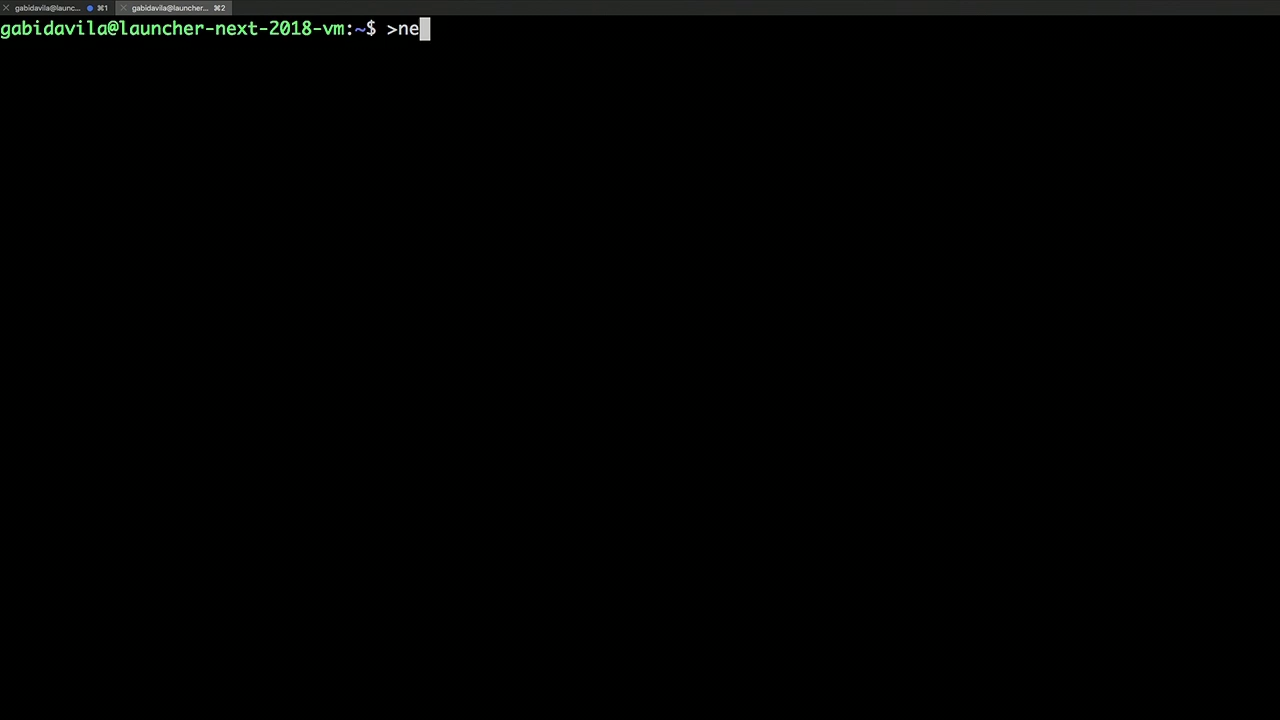 gabidavila@launc... ⌘1 gabidavila@launcher... ⌘2
gabidavila@launcher-next-2018-vm:~$ >ne